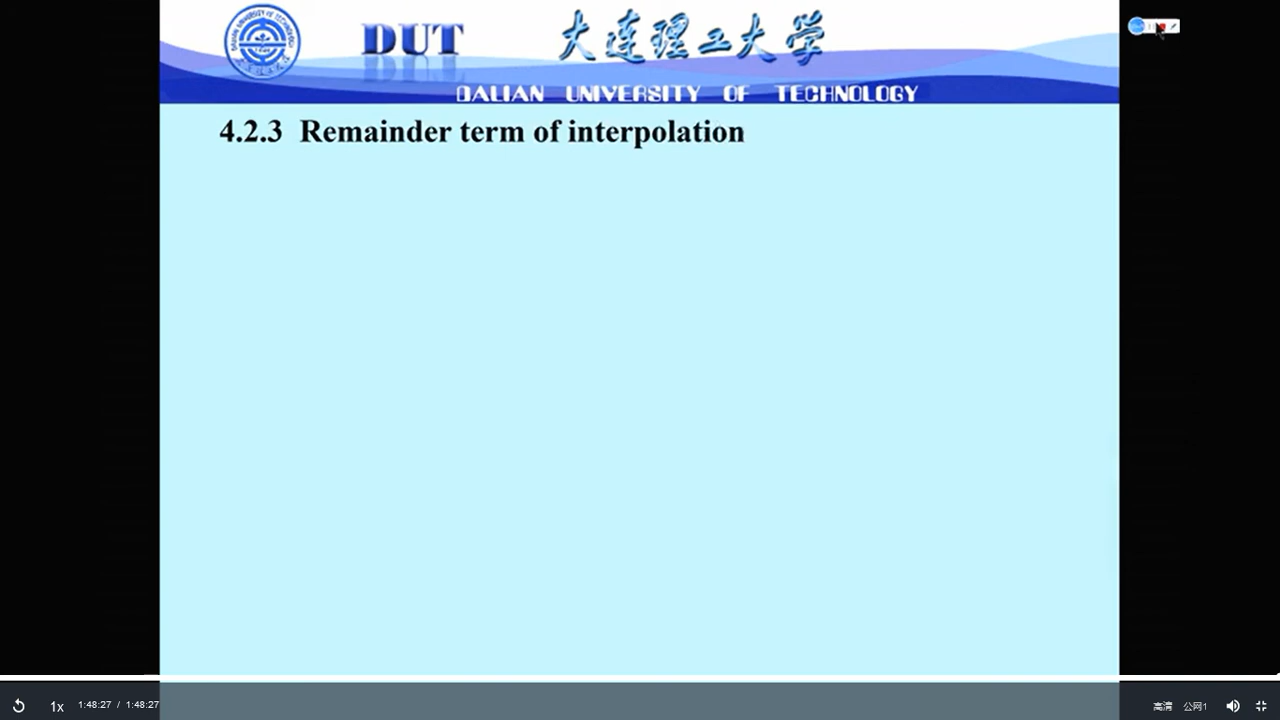 DUT
大连理工大学
DALIAN UNIVERSITY OF TECHNOLOGY
4.2.3 Remainder term of interpolation
1x
1:48:27 / 1:48:27
高清
公网1